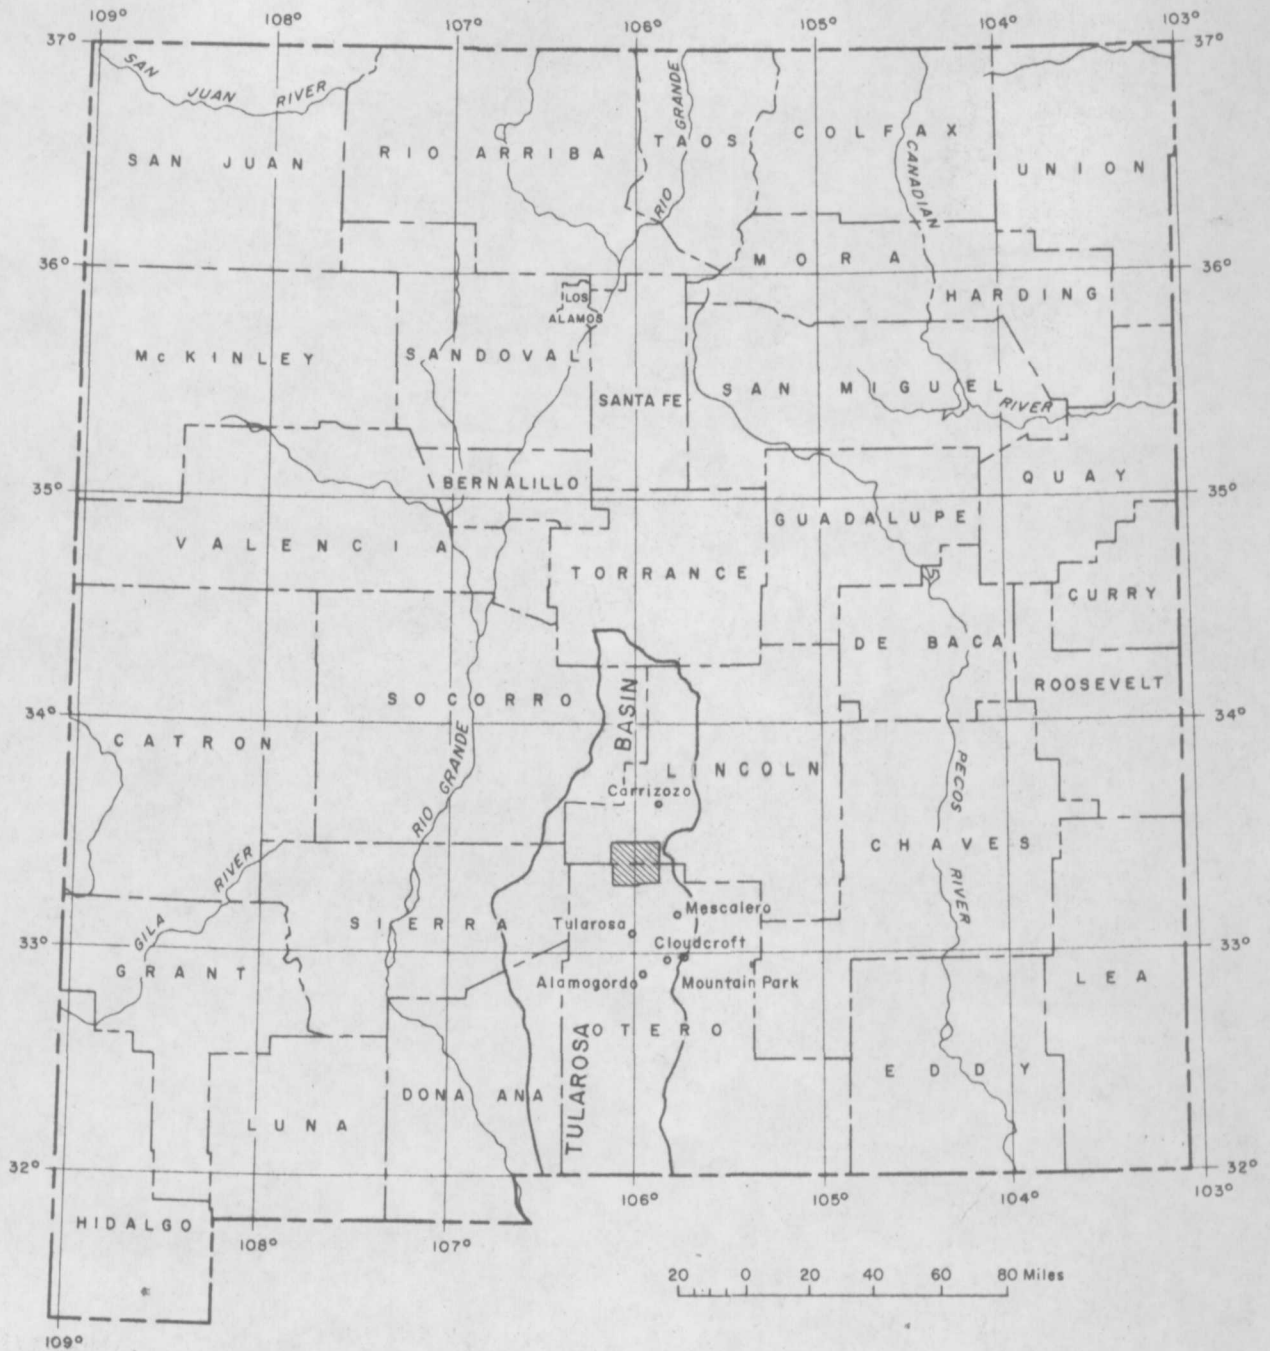 109° 108° 107° 106° 105° 104° 103°
37° 37°
SAN JUAN RIVER
RIO GRANDE
CANADIAN
SAN JUAN
RIO ARRIBA
TAOS
COLFAX
UNION
MORA
36° 36°
HARDING
LOS
ALAMOS
McKINLEY
SANDOVAL
SANTA FE
SAN MIGUEL
RIVER
BERNALILLO
QUAY
35° 35°
GUADALUPE
VALENCIA
TORRANCE
CURRY
DE BACA
ROOSEVELT
SOCORRO
BASIN
34° 34°
CATRON
RIO GRANDE
LINCOLN
PECOS RIVER
Carrizozo
CHAVES
GILA RIVER
SIERRA
Mescalero
Tularosa
Cloudcroft
33° 33°
GRANT
Alamogordo
Mountain Park
LEA
OTERO
TULAROSA
EDDY
DONA ANA
LUNA
32° 32°
106° 105° 104° 103°
HIDALGO
108° 107°
20 0 20 40 60 80 Miles
109°